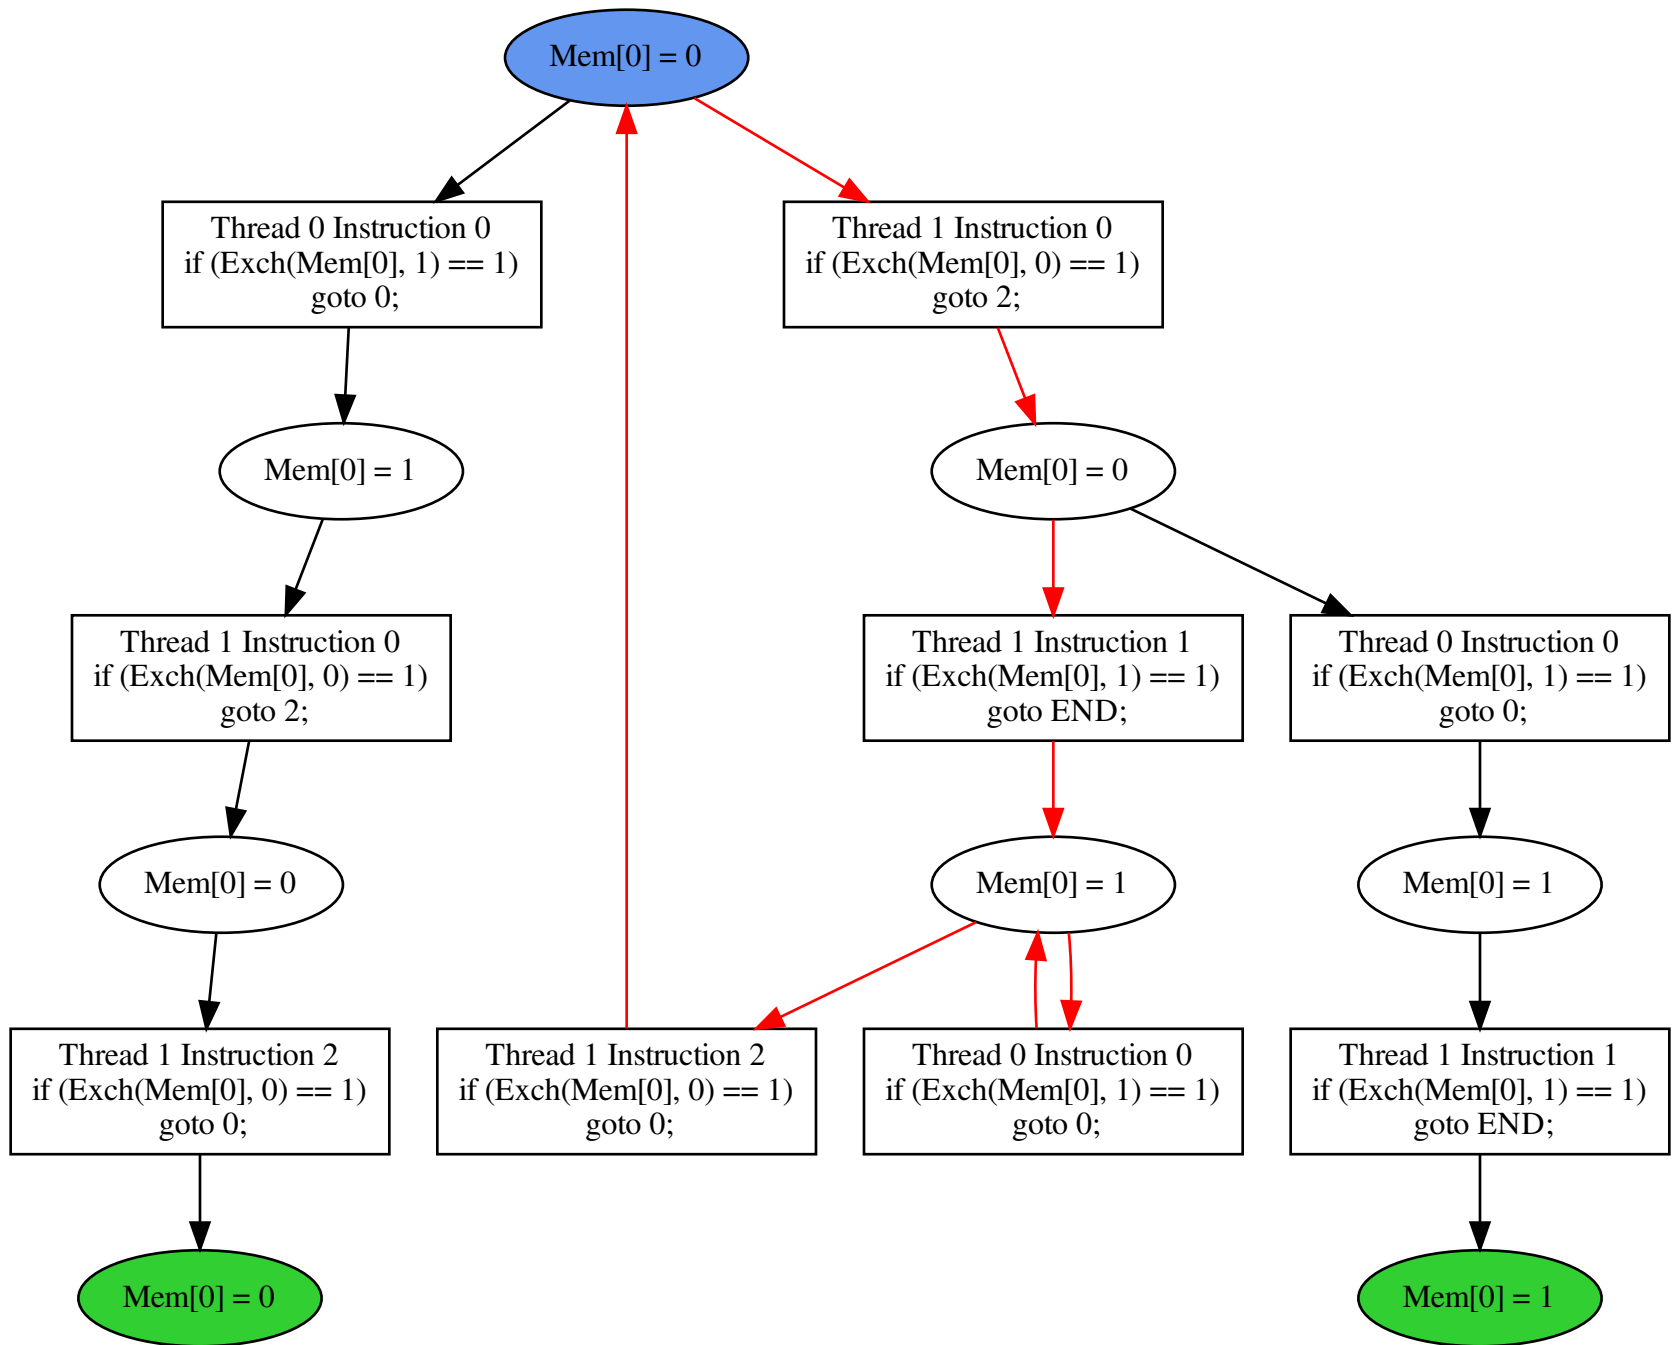 Mem[0] = 0
Thread 0 Instruction 0
if (Exch(Mem[0], 1) == 1)
goto 0;
Thread 1 Instruction 0
if (Exch(Mem[0], 0) == 1)
goto 2;
Mem[0] = 1
Mem[0] = 0
Thread 1 Instruction 0
if (Exch(Mem[0], 0) == 1)
goto 2;
Thread 1 Instruction 1
if (Exch(Mem[0], 1) == 1)
goto END;
Thread 0 Instruction 0
if (Exch(Mem[0], 1) == 1)
goto 0;
Mem[0] = 0
Mem[0] = 1
Mem[0] = 1
Thread 1 Instruction 2
if (Exch(Mem[0], 0) == 1)
goto 0;
Thread 1 Instruction 2
if (Exch(Mem[0], 0) == 1)
goto 0;
Thread 0 Instruction 0
if (Exch(Mem[0], 1) == 1)
goto 0;
Thread 1 Instruction 1
if (Exch(Mem[0], 1) == 1)
goto END;
Mem[0] = 0
Mem[0] = 1